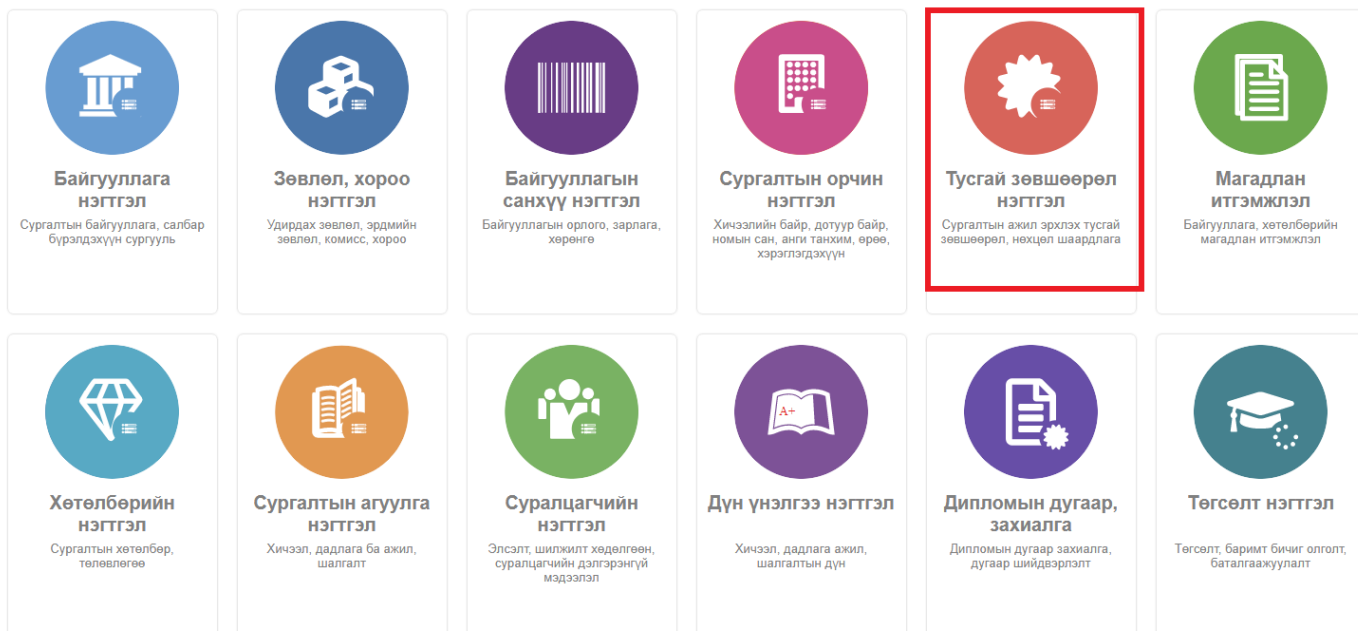 Байгууллага
нэгтгэл
Сургалтын байгууллага, салбар
бүрэлдэхүүн сургууль
Зөвлөл, хороо
нэгтгэл
Удирдах зөвлөл, эрдмийн
зөвлөл, комисс, хороо
Байгууллагын
санхүү нэгтгэл
Байгууллагын орлого, зарлага,
хөрөнгө
Сургалтын орчин
нэгтгэл
Хичээлийн байр, дотуур байр,
номын сан, анги танхим, өрөө,
хэрэглэгдэхүүн
Тусгай зөвшөөрөл
нэгтгэл
Сургалтын ажил эрхлэх тусгай
зөвшөөрөл, нөхцөл шаардлага
Магадлан
итгэмжлэл
Байгууллага, хөтөлбөрийн
магадлан итгэмжлэл
Хөтөлбөрийн
нэгтгэл
Сургалтын хөтөлбөр,
төлөвлөгөө
Сургалтын агуулга
нэгтгэл
Хичээл, дадлага ба ажил,
шалгалт
Суралцагчийн
нэгтгэл
Элсэлт, шилжилт хөдөлгөөн,
суралцагчийн дэлгэрэнгүй
мэдээлэл
A+
Дүн үнэлгээ нэгтгэл
Хичээл, дадлага ажил,
шалгалтын дүн
Дипломын дугаар,
захиалга
Дипломын дугаар захиалга,
дугаар шийдвэрлэлт
Төгсөлт нэгтгэл
Төгсөлт, баримт бичиг олголт,
баталгаажуулалт